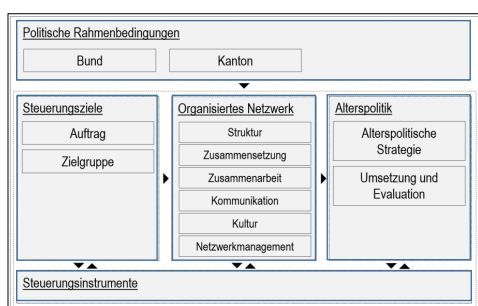 Politische Rahmenbedingungen
Bund
Kanton
Steuerungsziele
Auftrag
Zielgruppe
Organisiertes Netzwerk
Struktur
Zusammensetzung
Zusammenarbeit
Kommunikation
Kultur
Netzwerkmanagement
Alterspolitik
Alterspolitische
Strategie
Umsetzung und
Evaluation
Steuerungsinstrumente